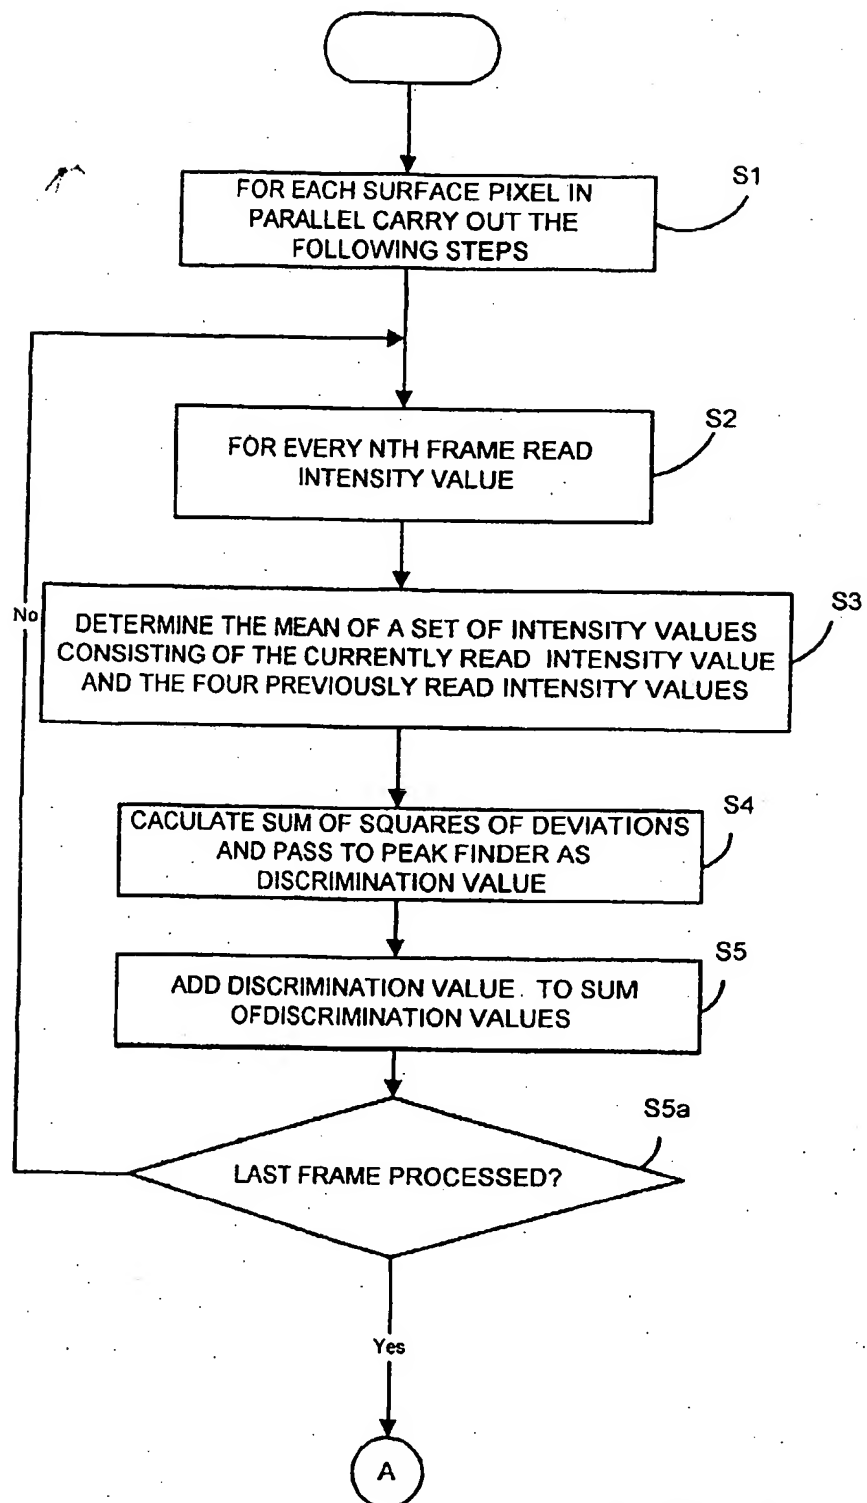 S1
FOR EACH SURFACE PIXEL IN
PARALLEL CARRY OUT THE
FOLLOWING STEPS
S2
FOR EVERY NTH FRAME READ
INTENSITY VALUE
No
S3
DETERMINE THE MEAN OF A SET OF INTENSITY VALUES
CONSISTING OF THE CURRENTLY READ INTENSITY VALUE
AND THE FOUR PREVIOUSLY READ INTENSITY VALUES
S4
CACULATE SUM OF SQUARES OF DEVIATIONS
AND PASS TO PEAK FINDER AS
DISCRIMINATION VALUE
S5
ADD DISCRIMINATION VALUE. TO SUM
OFDISCRIMINATION VALUES
S5a
LAST FRAME PROCESSED?
Yes
A